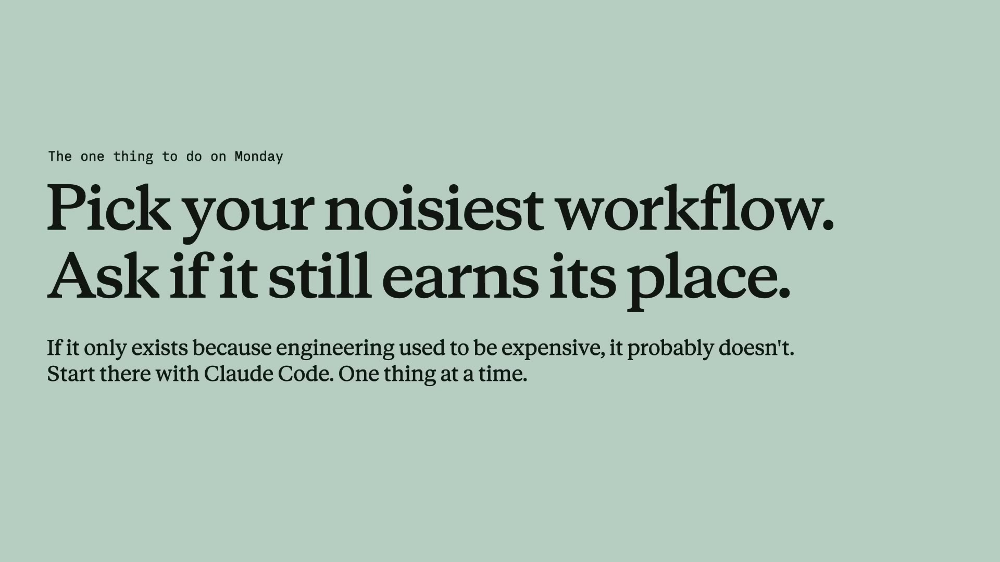 The one thing to do on Monday
Pick your noisiest workflow.
Ask if it still earns its place.
If it only exists because engineering used to be expensive, it probably doesn't.
Start there with Claude Code. One thing at a time.